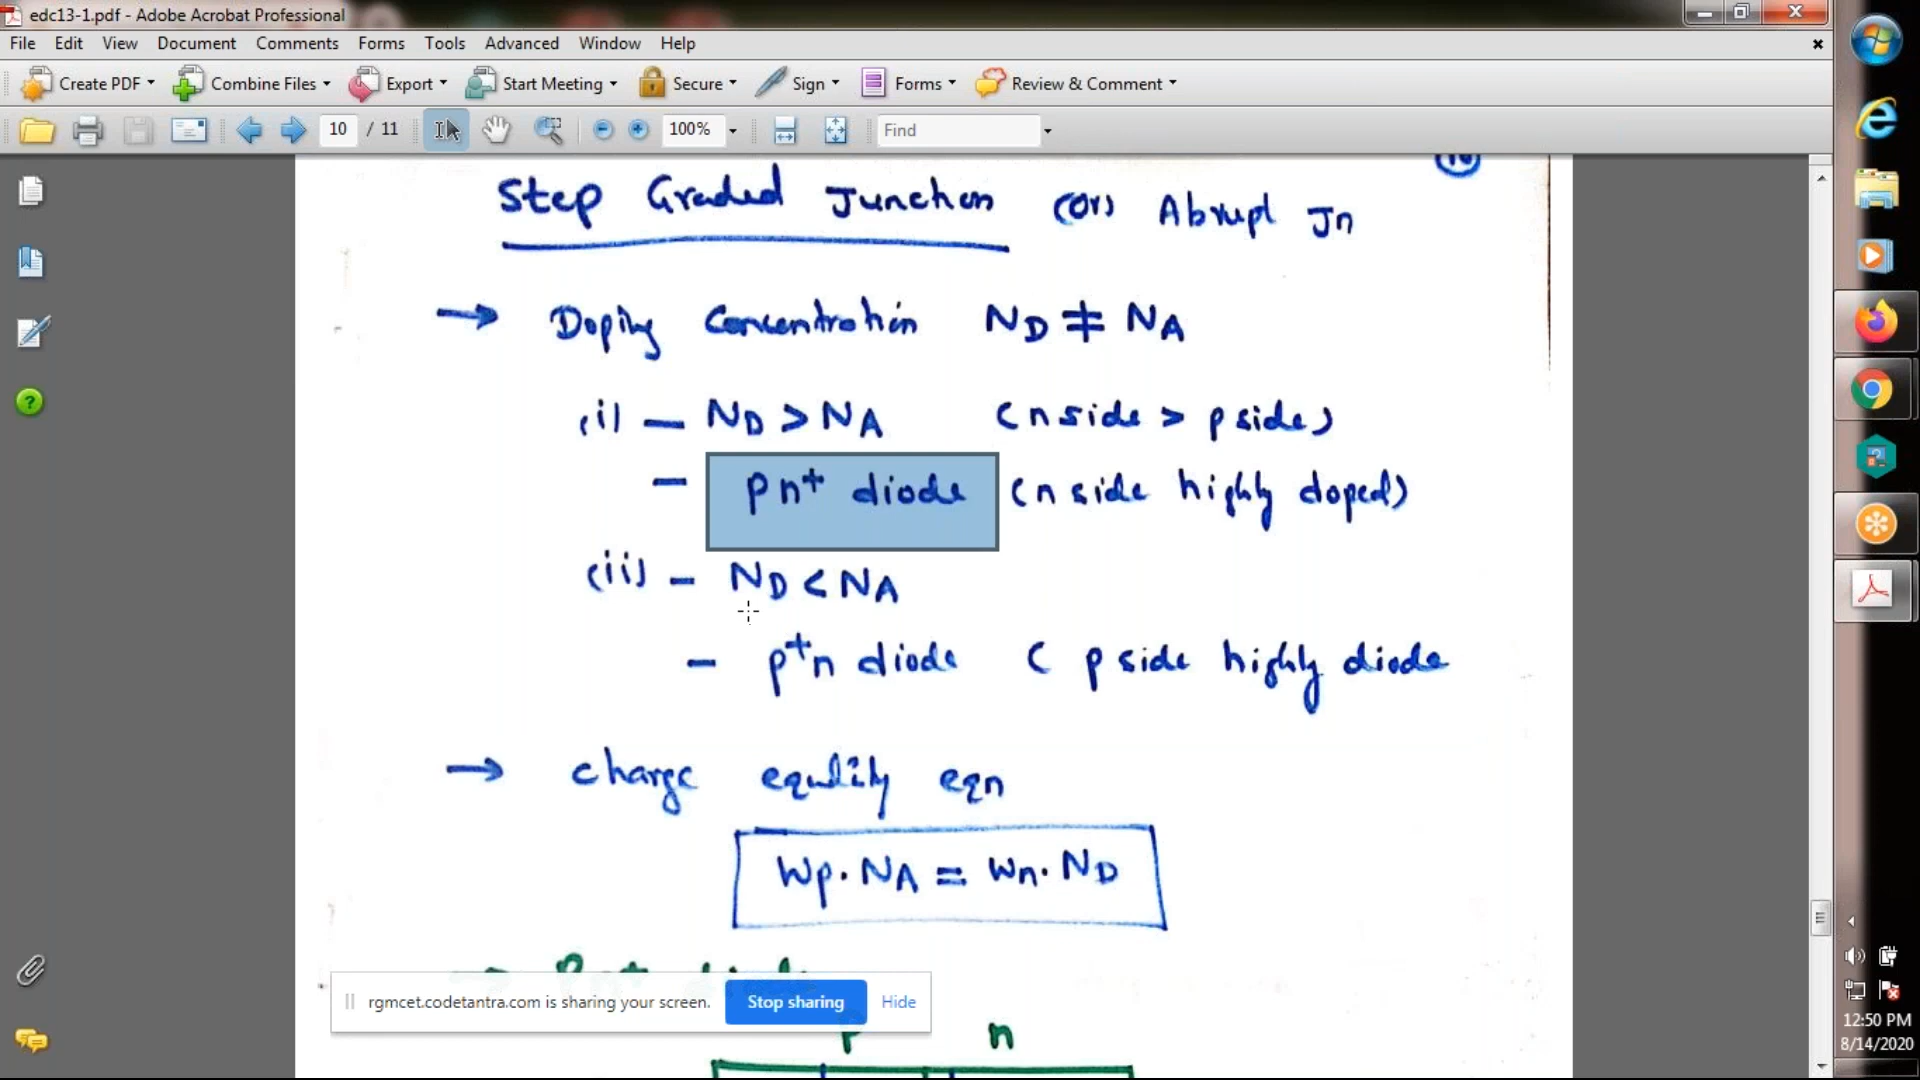 edc13-1.pdf - Adobe Acrobat Professional
File Edit View Document Comments Forms Tools Advanced Window Help
Create PDF Combine Files Export Start Meeting Secure Sign Forms Review & Comment
10 / 11 100% Find
Step Graded Junction (or) Abrupt Jn
→ Doping Concentration ND ≠ NA
(i) — ND > NA (n side > p side)
— pn+ diode (n side highly doped)
(ii) — ND < NA
— p+n diode ( p side highly diode
→ charge equlity eqn
Wp. NA = Wn. ND
rgmcet.codetantra.com is sharing your screen. Stop sharing Hide
n
12:50 PM
8/14/2020